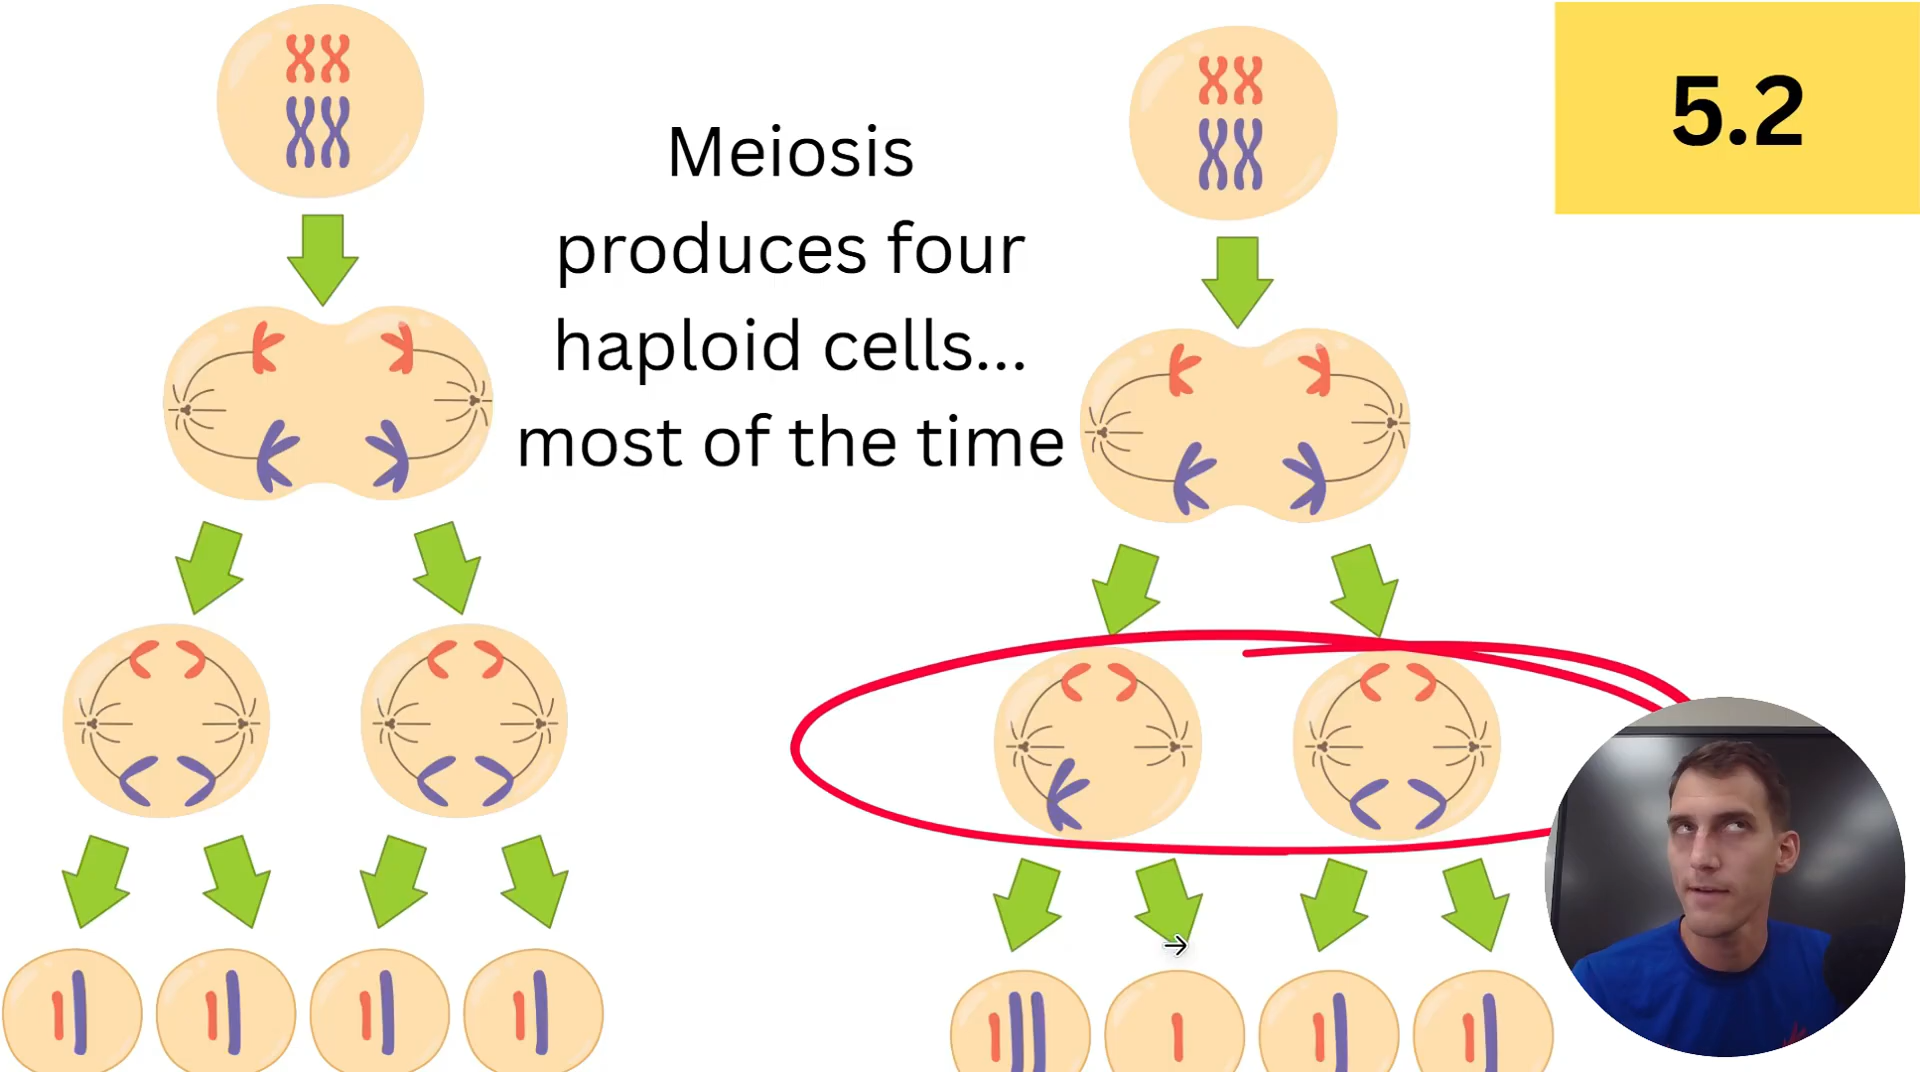 Meiosis
produces four
haploid cells...
most of the time
5.2